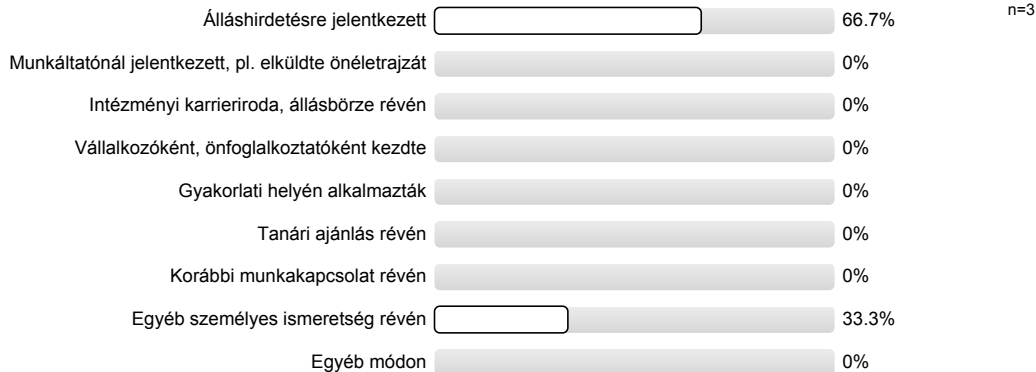 Álláshirdetésre jelentkezett 66.7% n=3
Munkáltatónál jelentkezett, pl. elküldte önéletrajzát 0%
Intézményi karrieriroda, állásbörze révén 0%
Vállalkozóként, önfoglalkoztatóként kezdte 0%
Gyakorlati helyén alkalmazták 0%
Tanári ajánlás révén 0%
Korábbi munkakapcsolat révén 0%
Egyéb személyes ismeretség révén 33.3%
Egyéb módon 0%